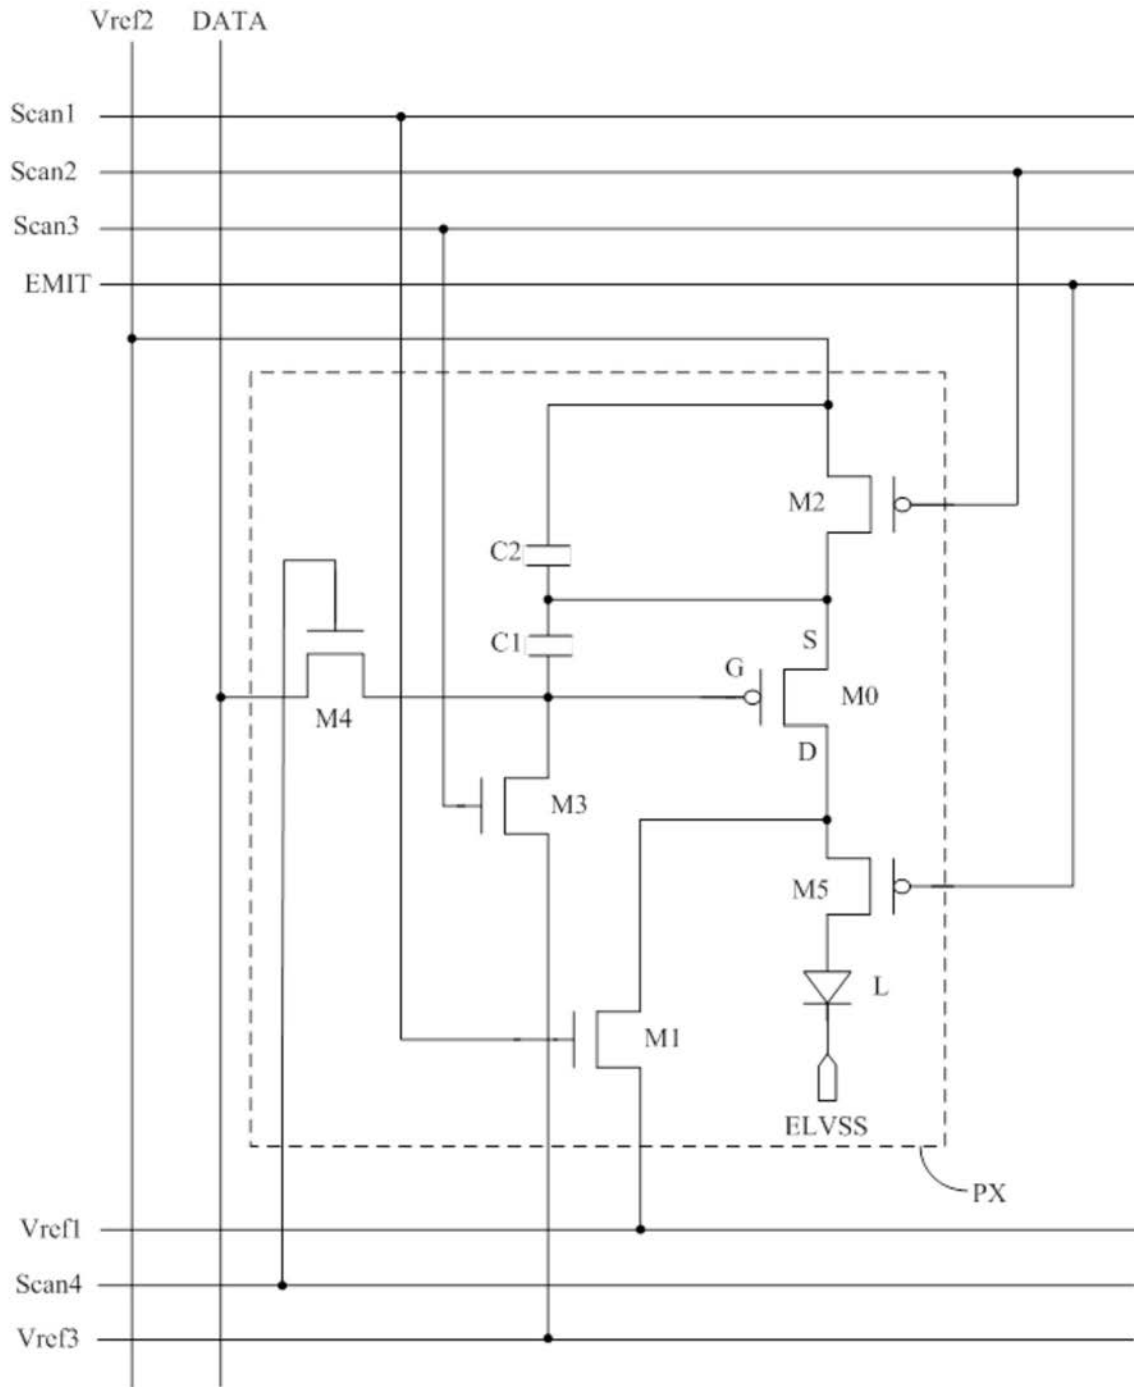 Vref2 DATA
Scan1
Scan2
Scan3
EMIT
M2
C2
C1
S
G
M0
M4
D
M3
M5
L
M1
ELVSS
PX
Vref1
Scan4
Vref3